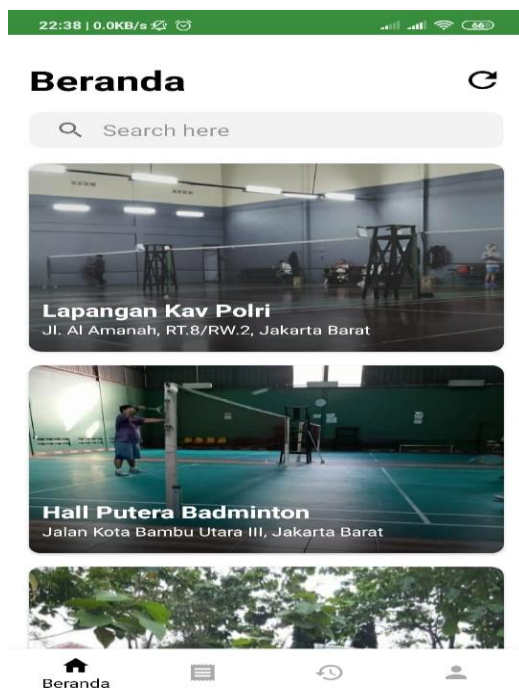 22:38 | 0.0KB/s
66
Beranda
Search here
Lapangan Kav Polri
Jl. Al Amanah, RT.8/RW.2, Jakarta Barat
Hall Putera Badminton
Jalan Kota Bambu Utara III, Jakarta Barat
Beranda